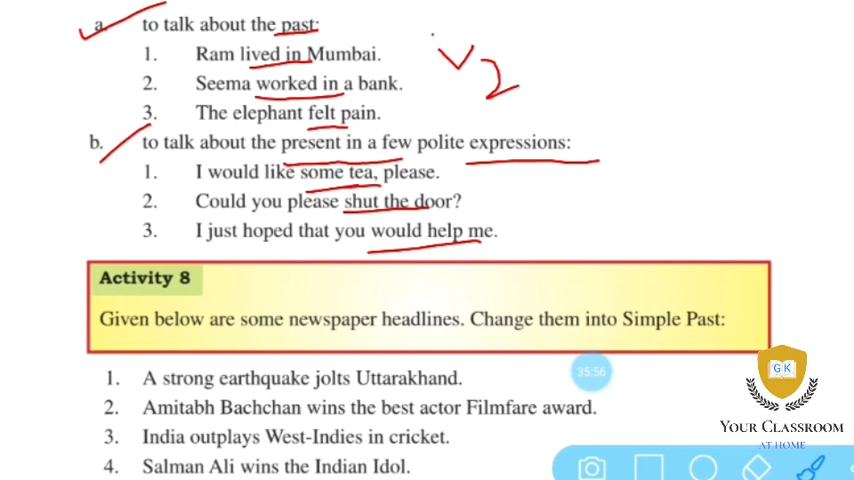 a. to talk about the past:
1. Ram lived in Mumbai.
2. Seema worked in a bank.
3. The elephant felt pain.
V2
b. to talk about the present in a few polite expressions:
1. I would like some tea, please.
2. Could you please shut the door?
3. I just hoped that you would help me.
Activity 8
Given below are some newspaper headlines. Change them into Simple Past:
1. A strong earthquake jolts Uttarakhand.
2. Amitabh Bachchan wins the best actor Filmfare award.
3. India outplays West-Indies in cricket.
4. Salman Ali wins the Indian Idol.
35:56
G K
YOUR CLASSROOM
AT HOME